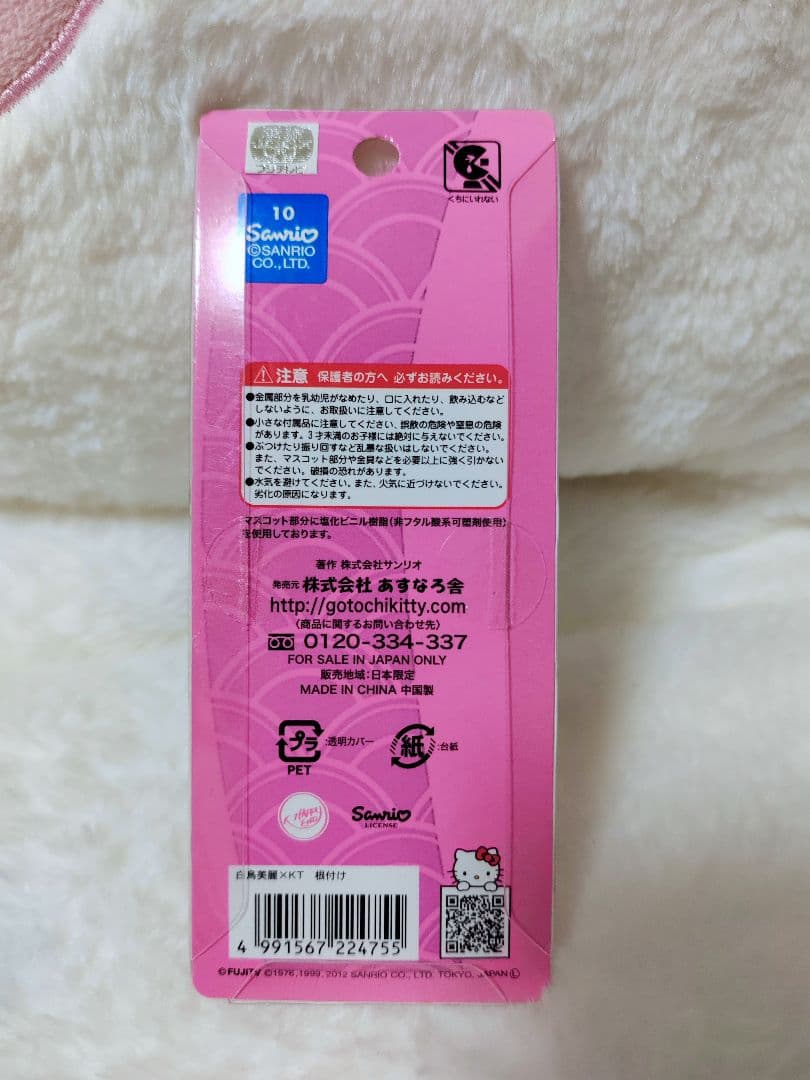 フジテレビ
くちにいれない
10
Sanrio
©SANRIO
CO.,LTD.
注意 保護者の方へ 必ずお読みください。
●金属部分を乳幼児がなめたり、口に入れたり、飲み込むなど
しないように、お取扱いに注意してください。
●小さな付属品に注意してください、誤飲の危険や窒息の危険
があります。3才未満のお子様には絶対に与えないでください。
●ぶつけたり振り回すなど乱暴な扱いはしないでください。
また、マスコット部分や金具などを必要以上に強く引かない
でください。破損の恐れがあります。
●水気を避けてください。また、火気に近づけないでください。
劣化の原因になります。
マスコット部分に塩化ビニル樹脂(非フタル酸系可塑剤使用)
を使用しております。
著作 株式会社サンリオ
発売元 株式会社 あすなろ舎
http://gotochikitty.com
〈商品に関するお問い合わせ先〉
0120-334-337
FOR SALE IN JAPAN ONLY
販売地域:日本限定
MADE IN CHINA 中国製
プラ :透明カバー 紙 :台紙
PET
Sanrio
LICENSE
白鳥美麗×KT 根付け
4 991567 224755
©FUJITV ©1976,1999,2012 SANRIO CO., LTD. TOKYO, JAPAN Ⓛ